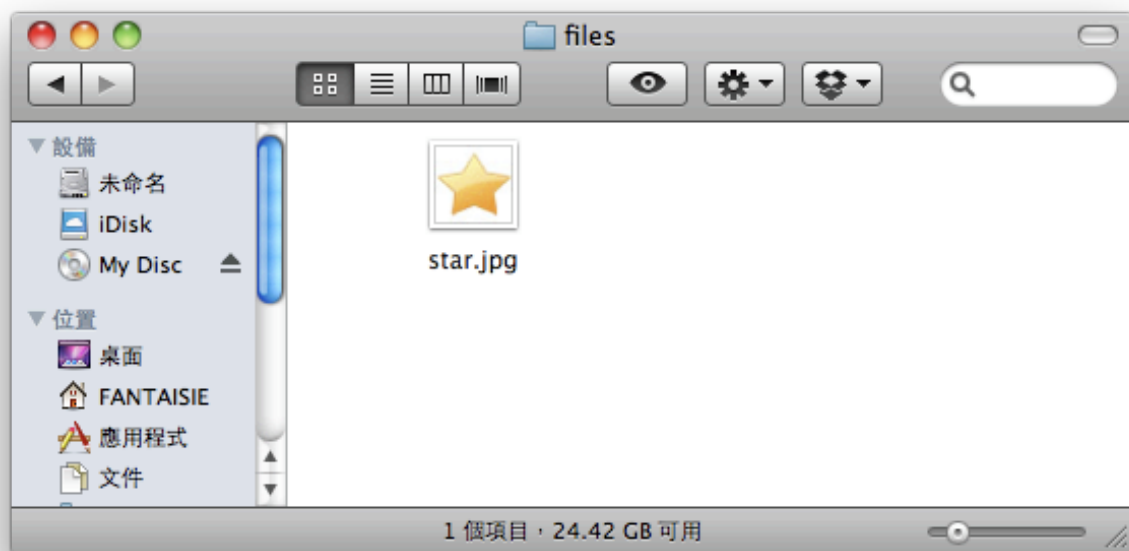 files
設備
未命名
iDisk
My Disc
位置
桌面
FANTAISIE
應用程式
文件
star.jpg
1 個項目，24.42 GB 可用